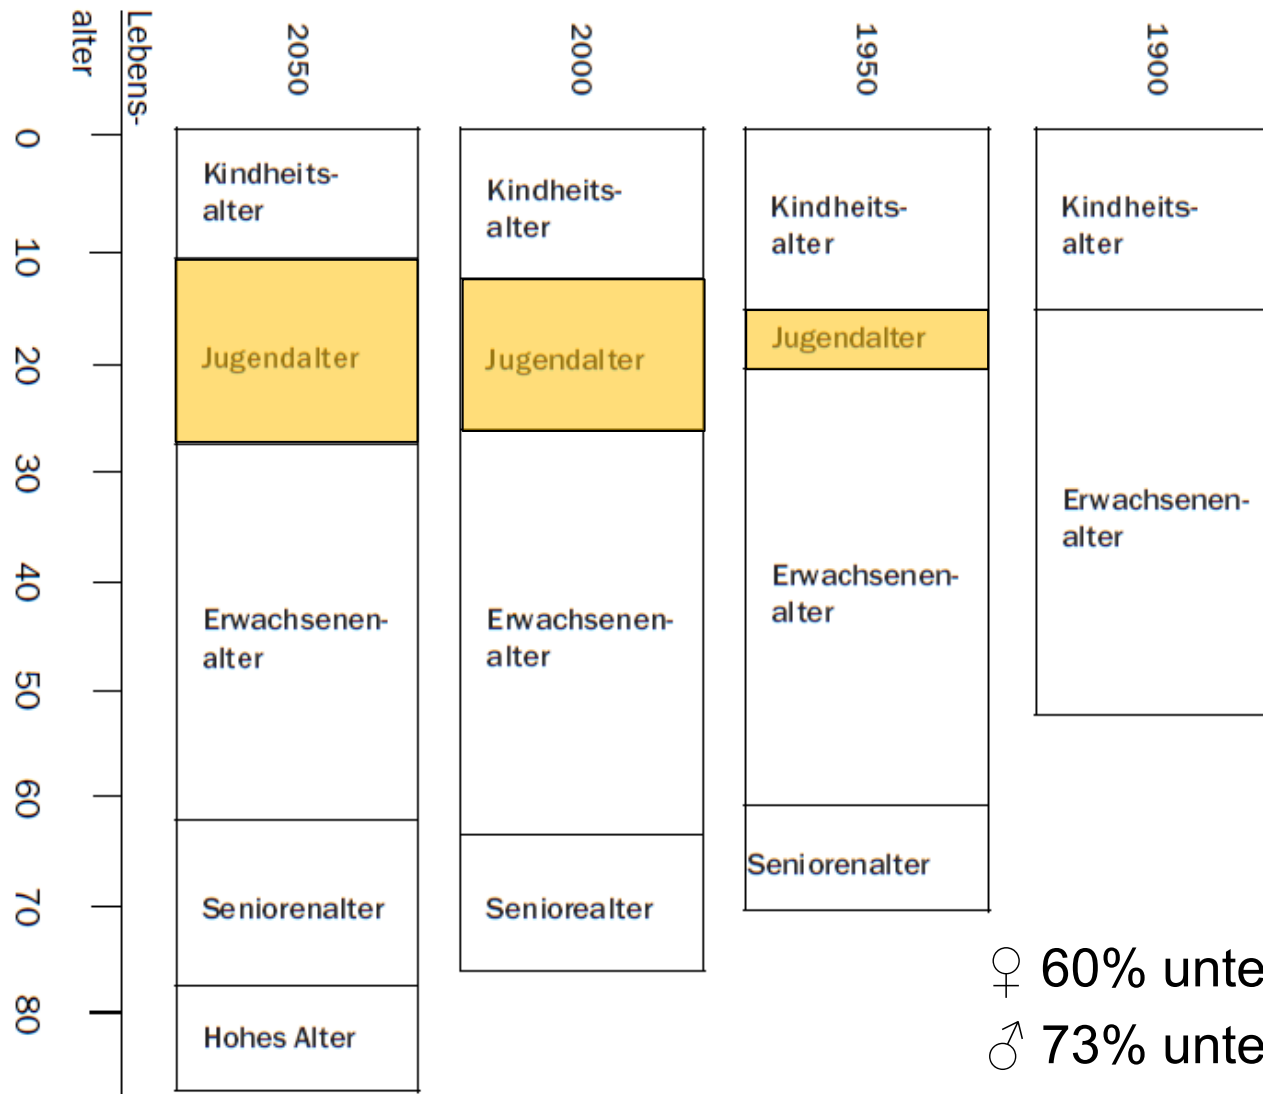 Lebens-
alter
2050
2000
1950
1900
0
10
20
30
40
50
60
70
80
Kindheits-
alter
Jugendalter
Erwachsenen-
alter
Seniorenalter
Hohes Alter
Kindheits-
alter
Jugendalter
Erwachsenen-
alter
Seniorealter
Kindheits-
alter
Jugendalter
Erwachsenen-
alter
Seniorenalter
Kindheits-
alter
Erwachsenen-
alter
♀ 60% unte
♂ 73% unte